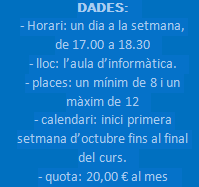 DADES:
- Horari: un dia a la setmana,
de 17.00 a 18.30
- lloc: l'aula d'informàtica.
- places: un mínim de 8 i un
màxim de 12
- calendari: inici primera
setmana d'octubre fins al final
del curs.
- quota: 20,00 € al mes